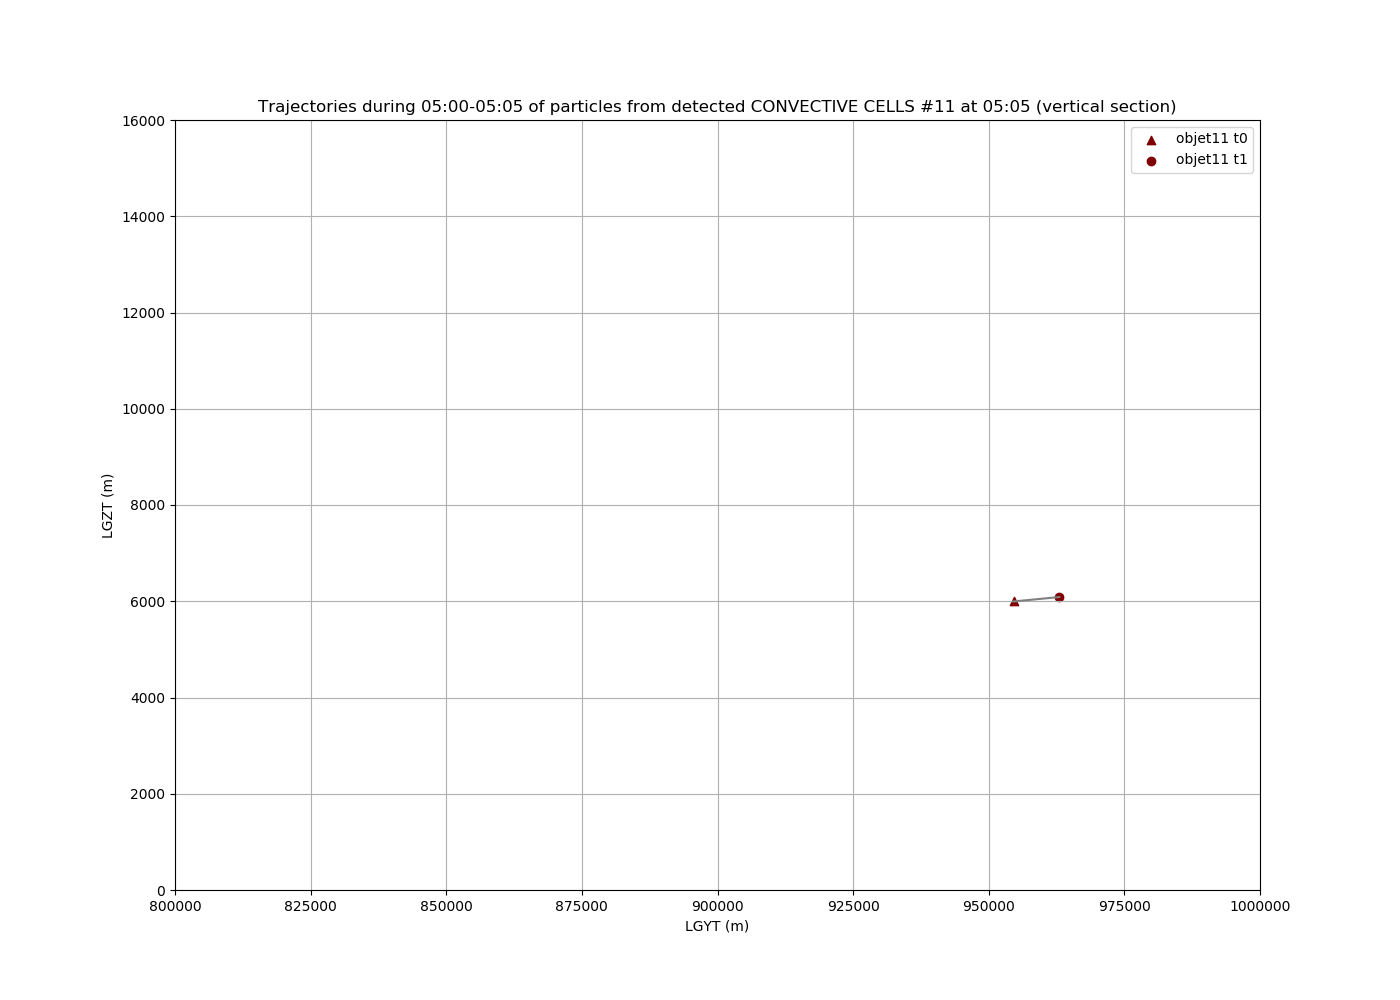 Trajectories during 05:00-05:05 of particles from detected CONVECTIVE CELLS #11 at 05:05 (vertical section)
objet11 t0
objet11 t1
16000
14000
12000
10000
8000
6000
4000
2000
0
LGZT (m)
800000 825000 850000 875000 900000 925000 950000 975000 1000000
LGYT (m)